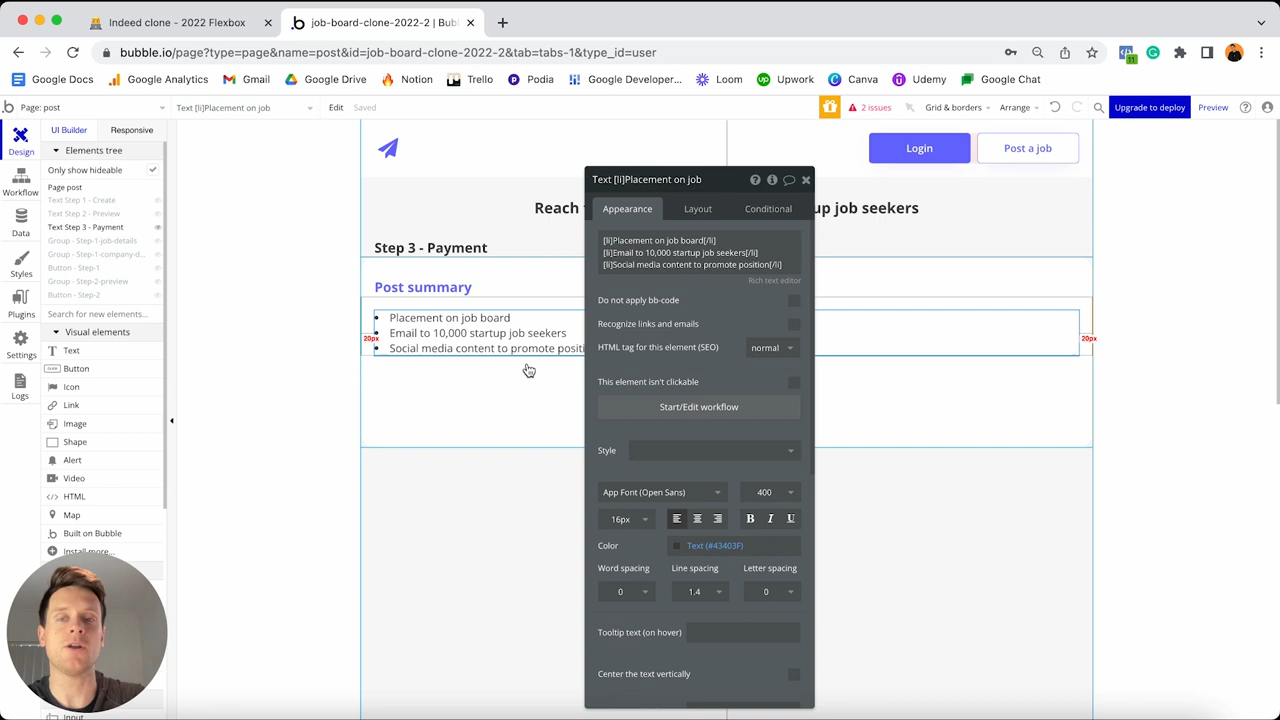 Indeed clone - 2022 Flexbox
job-board-clone-2022-2 | Bubl
bubble.io/page?type=page&name=post&id=job-board-clone-2022-2&tab=tabs-1&type_id=user
11
Google Docs
Google Analytics
Gmail
Google Drive
Notion
Trello
Podia
Google Developer...
Loom
Upwork
Canva
Udemy
Google Chat
Page: post
Text [li]Placement on job
Edit
Saved
2 issues
Grid & borders
Arrange
Upgrade to deploy
Preview
Design
Workflow
Data
Styles
Plugins
Settings
Logs
UI Builder
Responsive
Elements tree
Only show hideable
Page post
Text Step 1 - Create
Text Step 2 - Preview
Text Step 3 - Payment
Group - Step-1-job-details
Group - Step-1-company-d...
Button - Step-1
Group - Step-2-preview
Button - Step-2
Search for new elements...
Visual elements
Text
Button
Icon
Link
Image
Shape
Alert
Video
HTML
Map
Built on Bubble
Install more...
Input
Login
Post a job
Reach
up job seekers
Step 3 - Payment
Post summary
Placement on job board
Email to 10,000 startup job seekers
Social media content to promote positi
20px
20px
Text [li]Placement on job
Appearance
Layout
Conditional
[li]Placement on job board[/li]
[li]Email to 10,000 startup job seekers[/li]
[li]Social media content to promote position[/li]
Rich text editor
Do not apply bb-code
Recognize links and emails
HTML tag for this element (SEO)
normal
This element isn't clickable
Start/Edit workflow
Style
App Font (Open Sans)
400
16px
B I U
Color
Text (#43403F)
Word spacing
Line spacing
Letter spacing
0
1.4
0
Tooltip text (on hover)
Center the text vertically